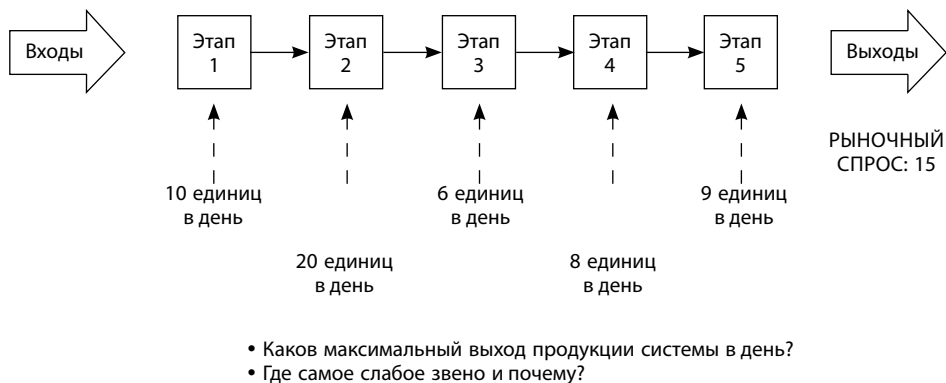 Входы
Этап
1
Этап
2
Этап
3
Этап
4
Этап
5
Выходы
РЫНОЧНЫЙ
СПРОС: 15
10 единиц
в день
6 единиц
в день
9 единиц
в день
20 единиц
в день
8 единиц
в день
• Каков максимальный выход продукции системы в день?
• Где самое слабое звено и почему?